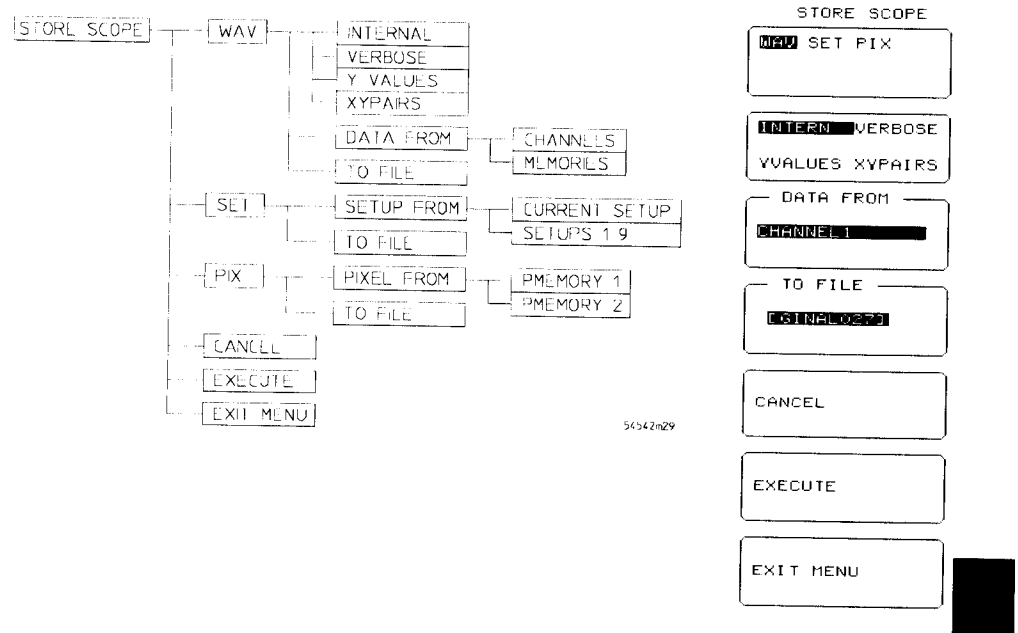 STORE SCOPE
WAV
INTERNAL
VERBOSE
Y VALUES
XYPAIRS
DATA FROM
CHANNELS
MEMORIES
TO FILE
SET
SETUP FROM
CURRENT SETUP
SETUPS 1 9
TO FILE
PIX
PIXEL FROM
PMEMORY 1
PMEMORY 2
TO FILE
CANCEL
EXECUTE
EXIT MENU
54542m29
STORE SCOPE
WAV SET PIX
INTERN VERBOSE
YVALUES XYPAIRS
DATA FROM
CHANNEL1
TO FILE
[GINAL027]
CANCEL
EXECUTE
EXIT MENU